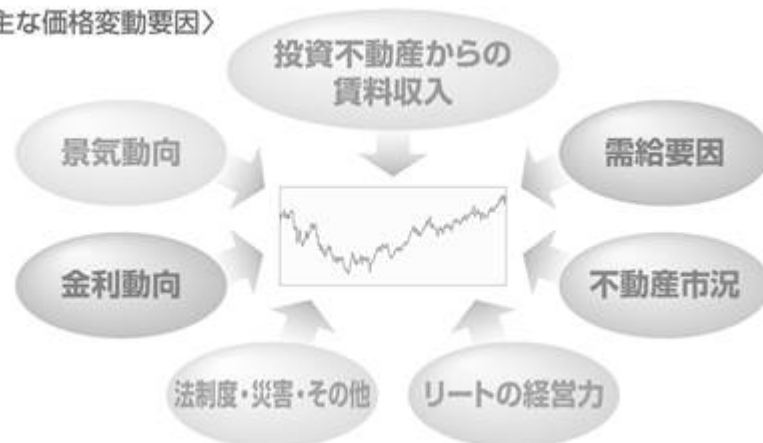 主な価格変動要因〉
投資不動産からの
賃料収入
景気動向
需給要因
金利動向
不動産市況
法制度・災害・その他
リートの経営力